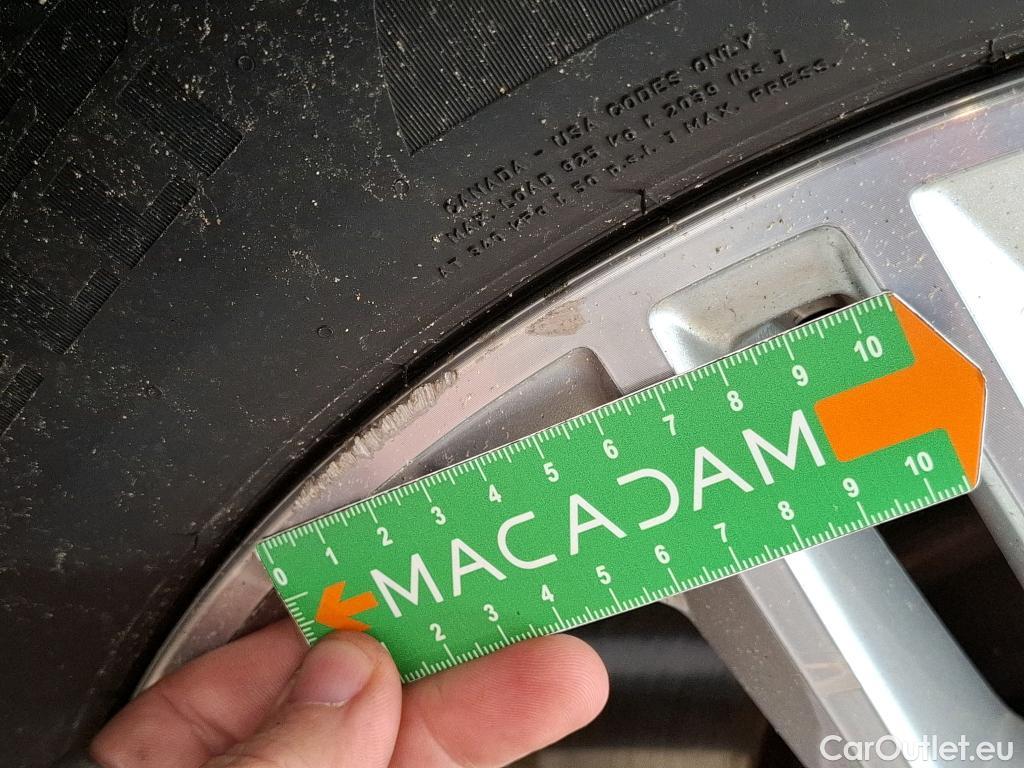 CANADA - USA CODES ONLY
MAX. LOAD 925 KG [ 2039 lbs ]
AT 340 KPa [ 50 P.S.I. ] MAX. PRESS.
0 1 2 3 4 5 6 7 8 9 10
MACADAM
2 3 4 5 6 7 8 9 10
CarOutlet.eu